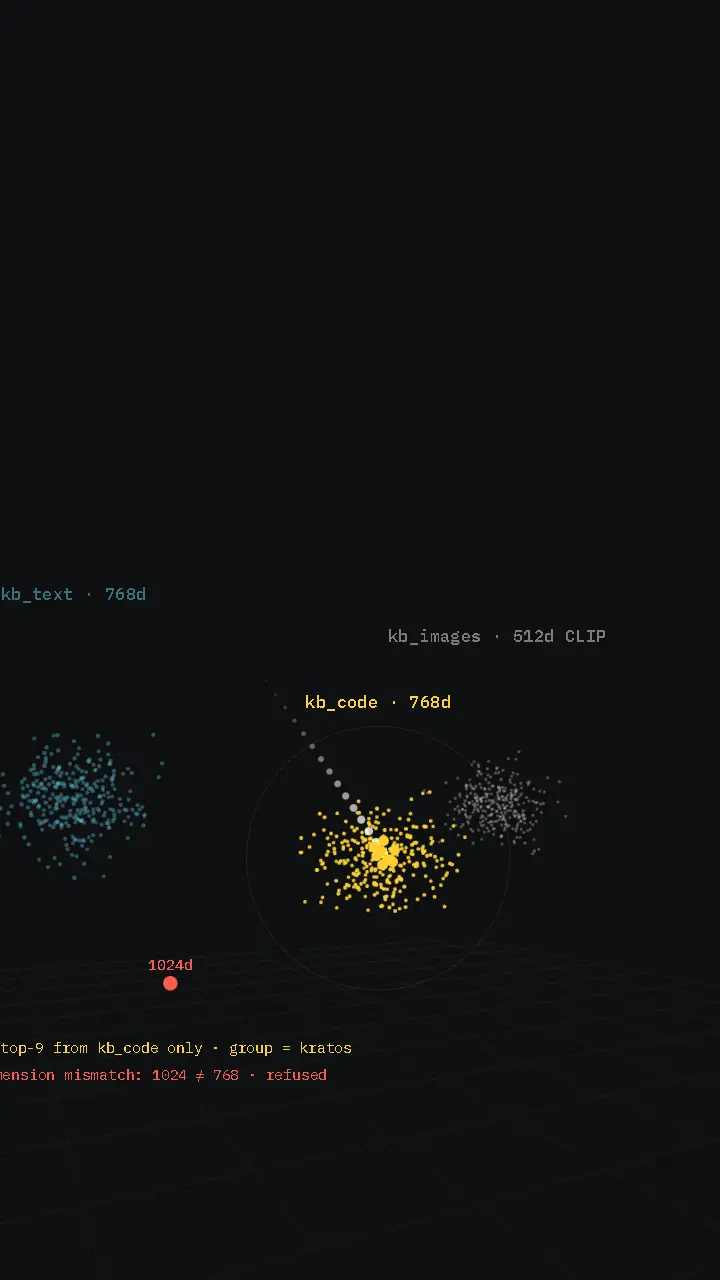 kb_text · 768d
kb_images · 512d CLIP
kb_code · 768d
1024d
top-9 from kb_code only · group = kratos
mismatch: 1024 ≠ 768 · refused